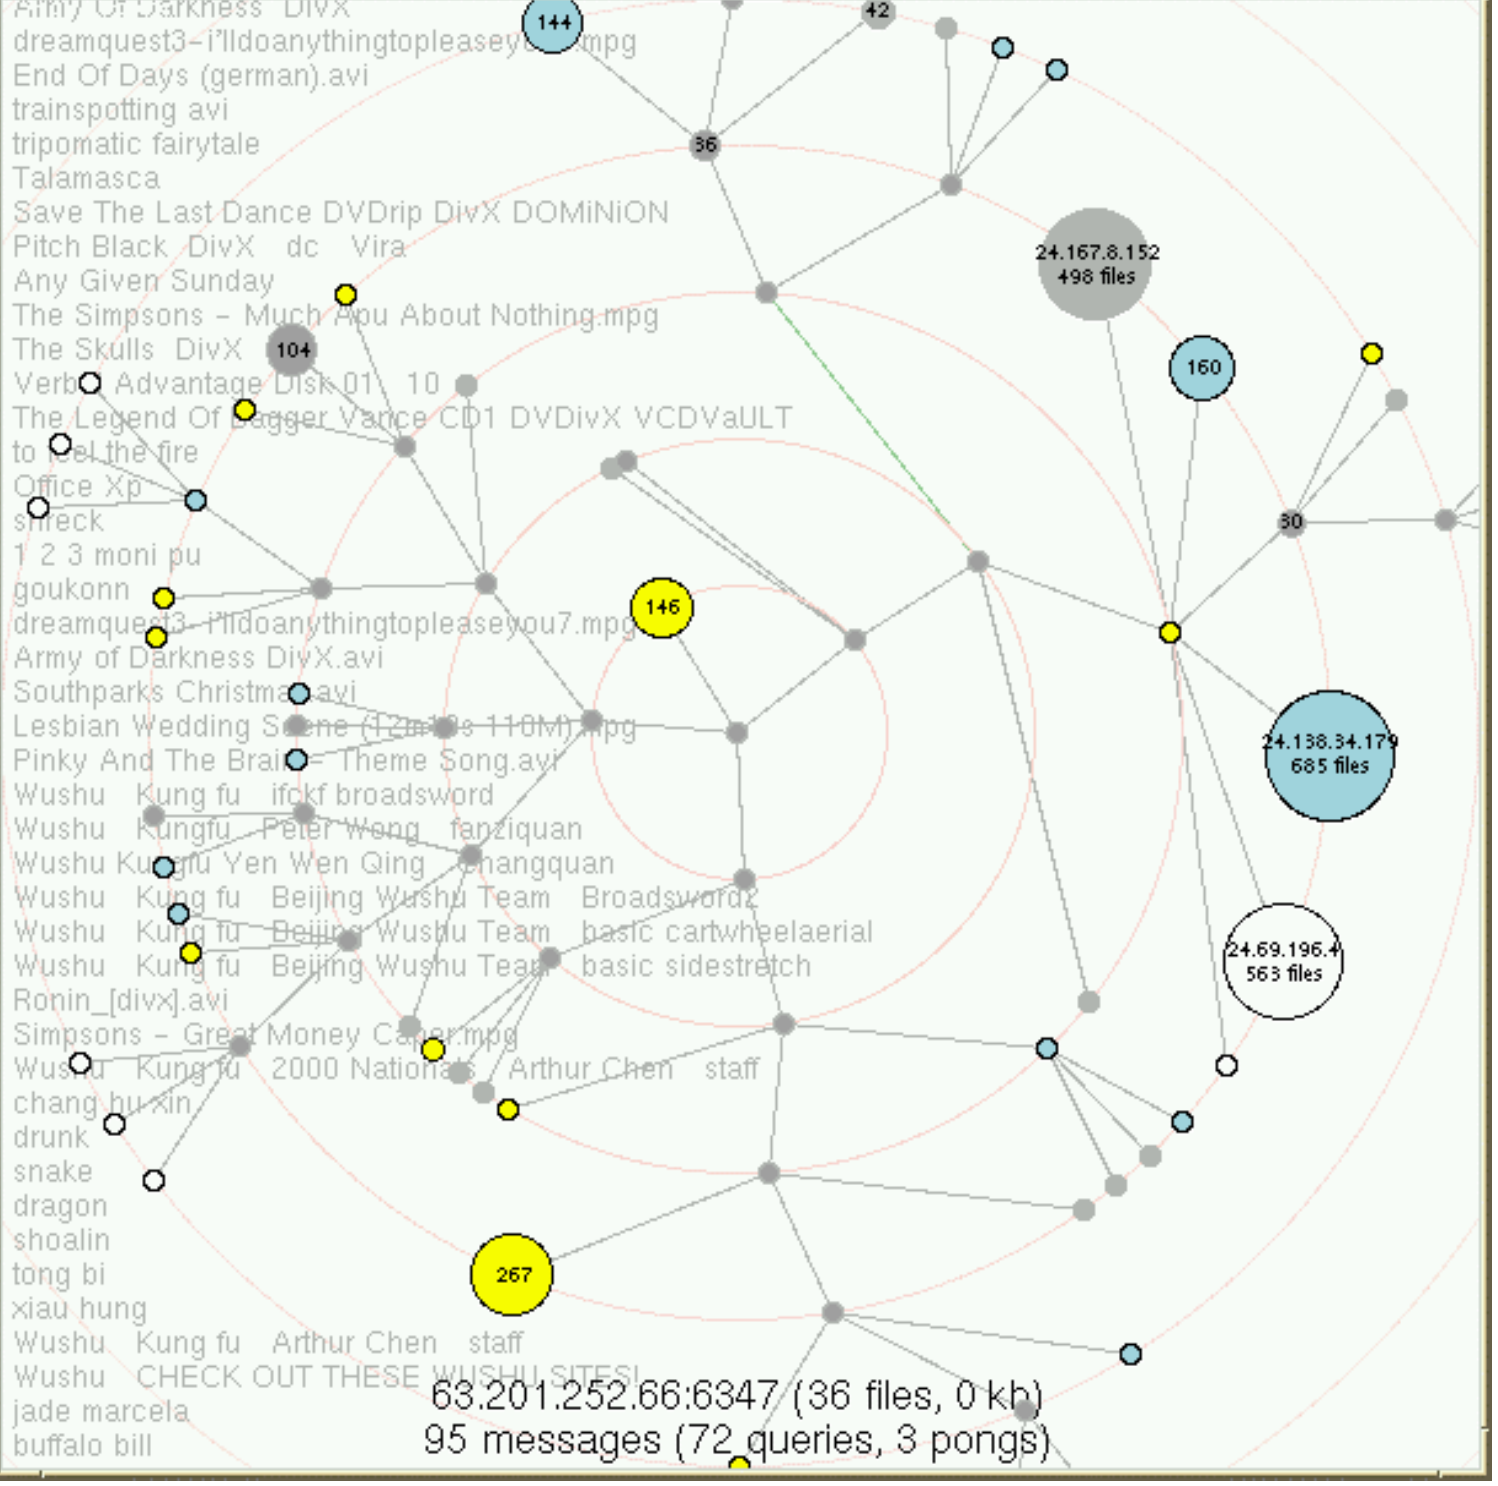 Army Of Darkness  DivX
dreamquest3-i'lldoanythingtopleaseyou .mpg
End Of Days (german).avi
trainspotting avi
tripomatic fairytale
Talamasca
Save The Last Dance DVDrip DivX DOMiNiON
Pitch Black  DivX   dc   Vira
Any Given Sunday
The Simpsons - Much Apu About Nothing.mpg
The Skulls  DivX
Verb  Advantage Disk 01   10
The Legend Of Bagger Vance CD1 DVDivX VCDVaULT
to feel the fire
Office Xp
shreck
1 2 3 moni pu
goukonn
dreamquest3-i'lldoanythingtopleaseyou7.mpg
Army of Darkness DivX.avi
Southparks Christmas.avi
Lesbian Wedding Scene (12m18s 110M).mpg
Pinky And The Brain - Theme Song.avi
Wushu   Kung fu   ifckf broadsword
Wushu   Kungfu   Peter Wong   fanziquan
Wushu Kungfu Yen Wen Qing   changquan
Wushu   Kung fu   Beijing Wushu Team   Broadsword2
Wushu   Kung fu   Beijing Wushu Team   basic cartwheelaerial
Wushu   Kung fu   Beijing Wushu Team   basic sidestretch
Ronin_[divx].avi
Simpsons - Great Money Caper.mpg
Wushu   Kung fu   2000 Nationals   Arthur Chen   staff
chang hu xin
drunk
snake
dragon
shoalin
tong bi
xiau hung
Wushu   Kung fu   Arthur Chen   staff
Wushu   CHECK OUT THESE WUSHU SITES!
jade marcela
buffalo bill
144
42
36
24.167.8.152
498 files
160
104
30
146
24.138.34.179
685 files
24.69.196.4
563 files
267
63.201.252.66:6347 (36 files, 0 kb)
95 messages (72 queries, 3 pongs)